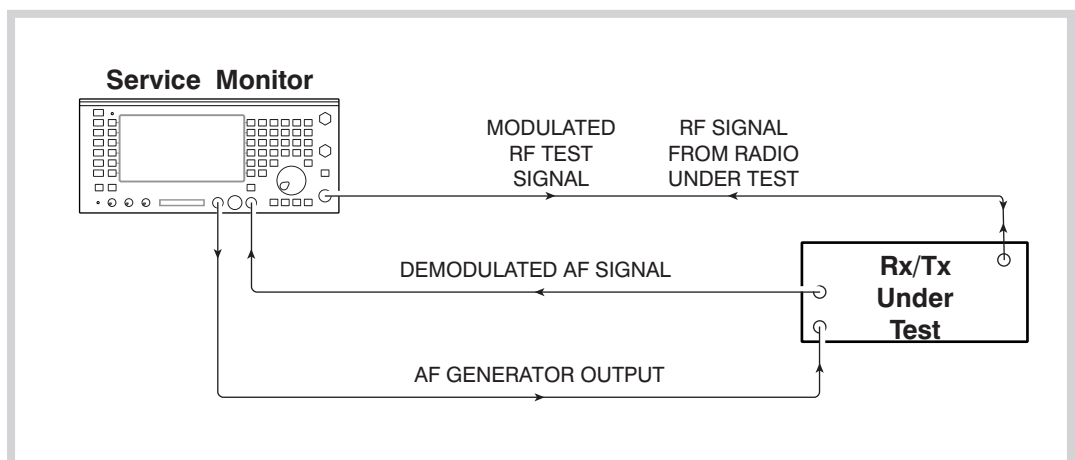 Service Monitor
MODULATED
RF TEST
SIGNAL
RF SIGNAL
FROM RADIO
UNDER TEST
DEMODULATED AF SIGNAL
Rx/Tx
Under
Test
AF GENERATOR OUTPUT